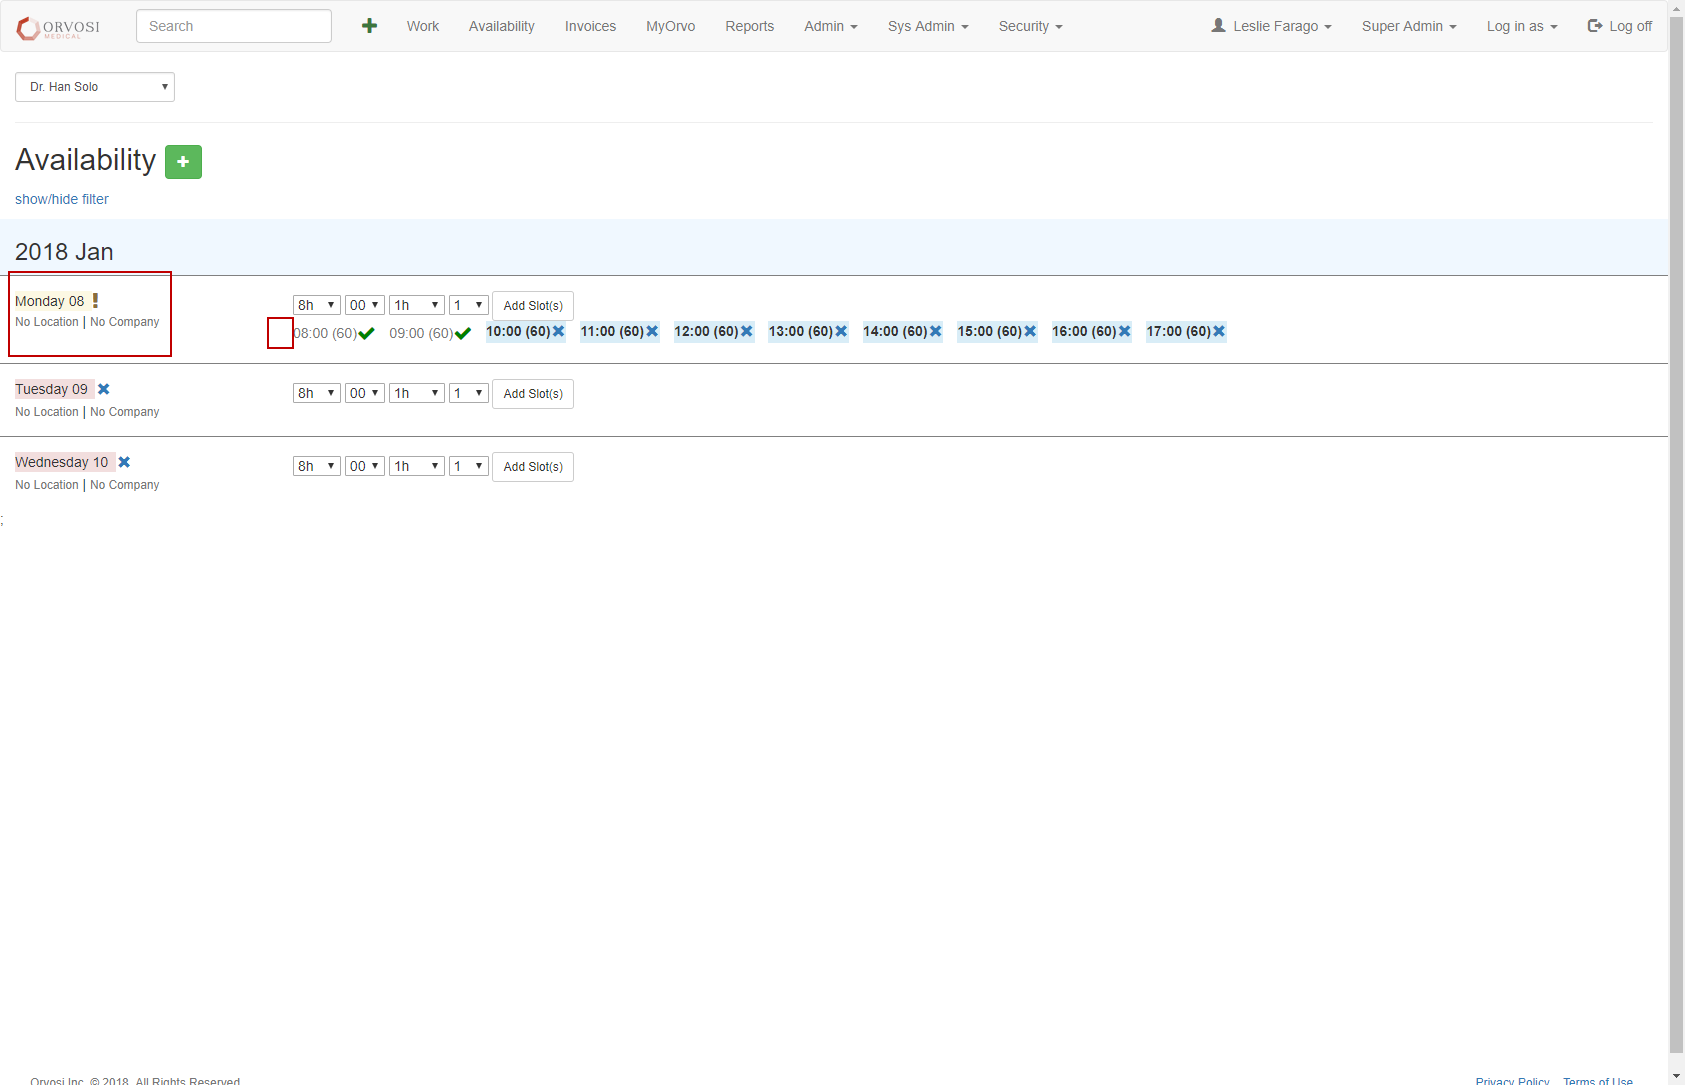 ORVOSI MEDICAL Search Work Availability Invoices MyOrvo Reports Admin Sys Admin Security Leslie Farago Super Admin Log in as Log off
Dr. Han Solo
Availability
show/hide filter
2018 Jan
Monday 08 8h 00 1h 1 Add Slot(s)
No Location | No Company 08:00 (60) 09:00 (60) 10:00 (60) 11:00 (60) 12:00 (60) 13:00 (60) 14:00 (60) 15:00 (60) 16:00 (60) 17:00 (60)
Tuesday 09 8h 00 1h 1 Add Slot(s)
No Location | No Company
Wednesday 10 8h 00 1h 1 Add Slot(s)
No Location | No Company
;
Orvosi Inc. © 2018. All Rights Reserved Privacy Policy Terms of Use